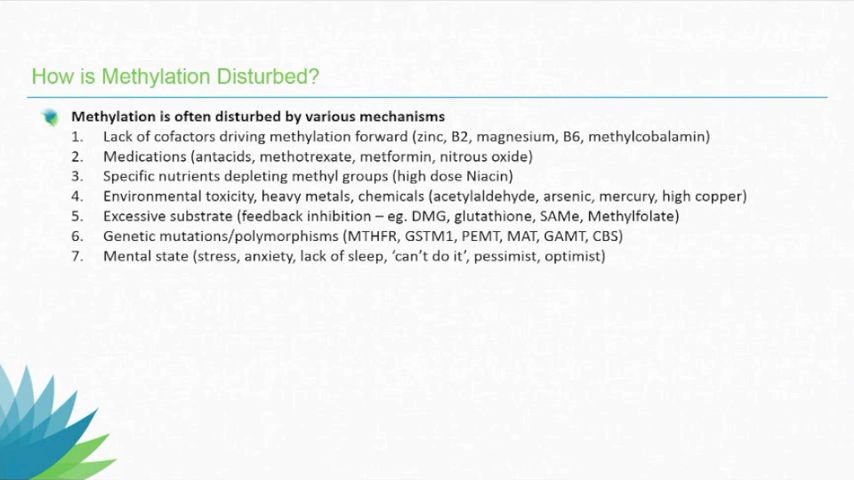 How is Methylation Disturbed?
Methylation is often disturbed by various mechanisms
1. Lack of cofactors driving methylation forward (zinc, B2, magnesium, B6, methylcobalamin)
2. Medications (antacids, methotrexate, metformin, nitrous oxide)
3. Specific nutrients depleting methyl groups (high dose Niacin)
4. Environmental toxicity, heavy metals, chemicals (acetylaldehyde, arsenic, mercury, high copper)
5. Excessive substrate (feedback inhibition – eg. DMG, glutathione, SAMe, Methylfolate)
6. Genetic mutations/polymorphisms (MTHFR, GSTM1, PEMT, MAT, GAMT, CBS)
7. Mental state (stress, anxiety, lack of sleep, ‘can’t do it’, pessimist, optimist)